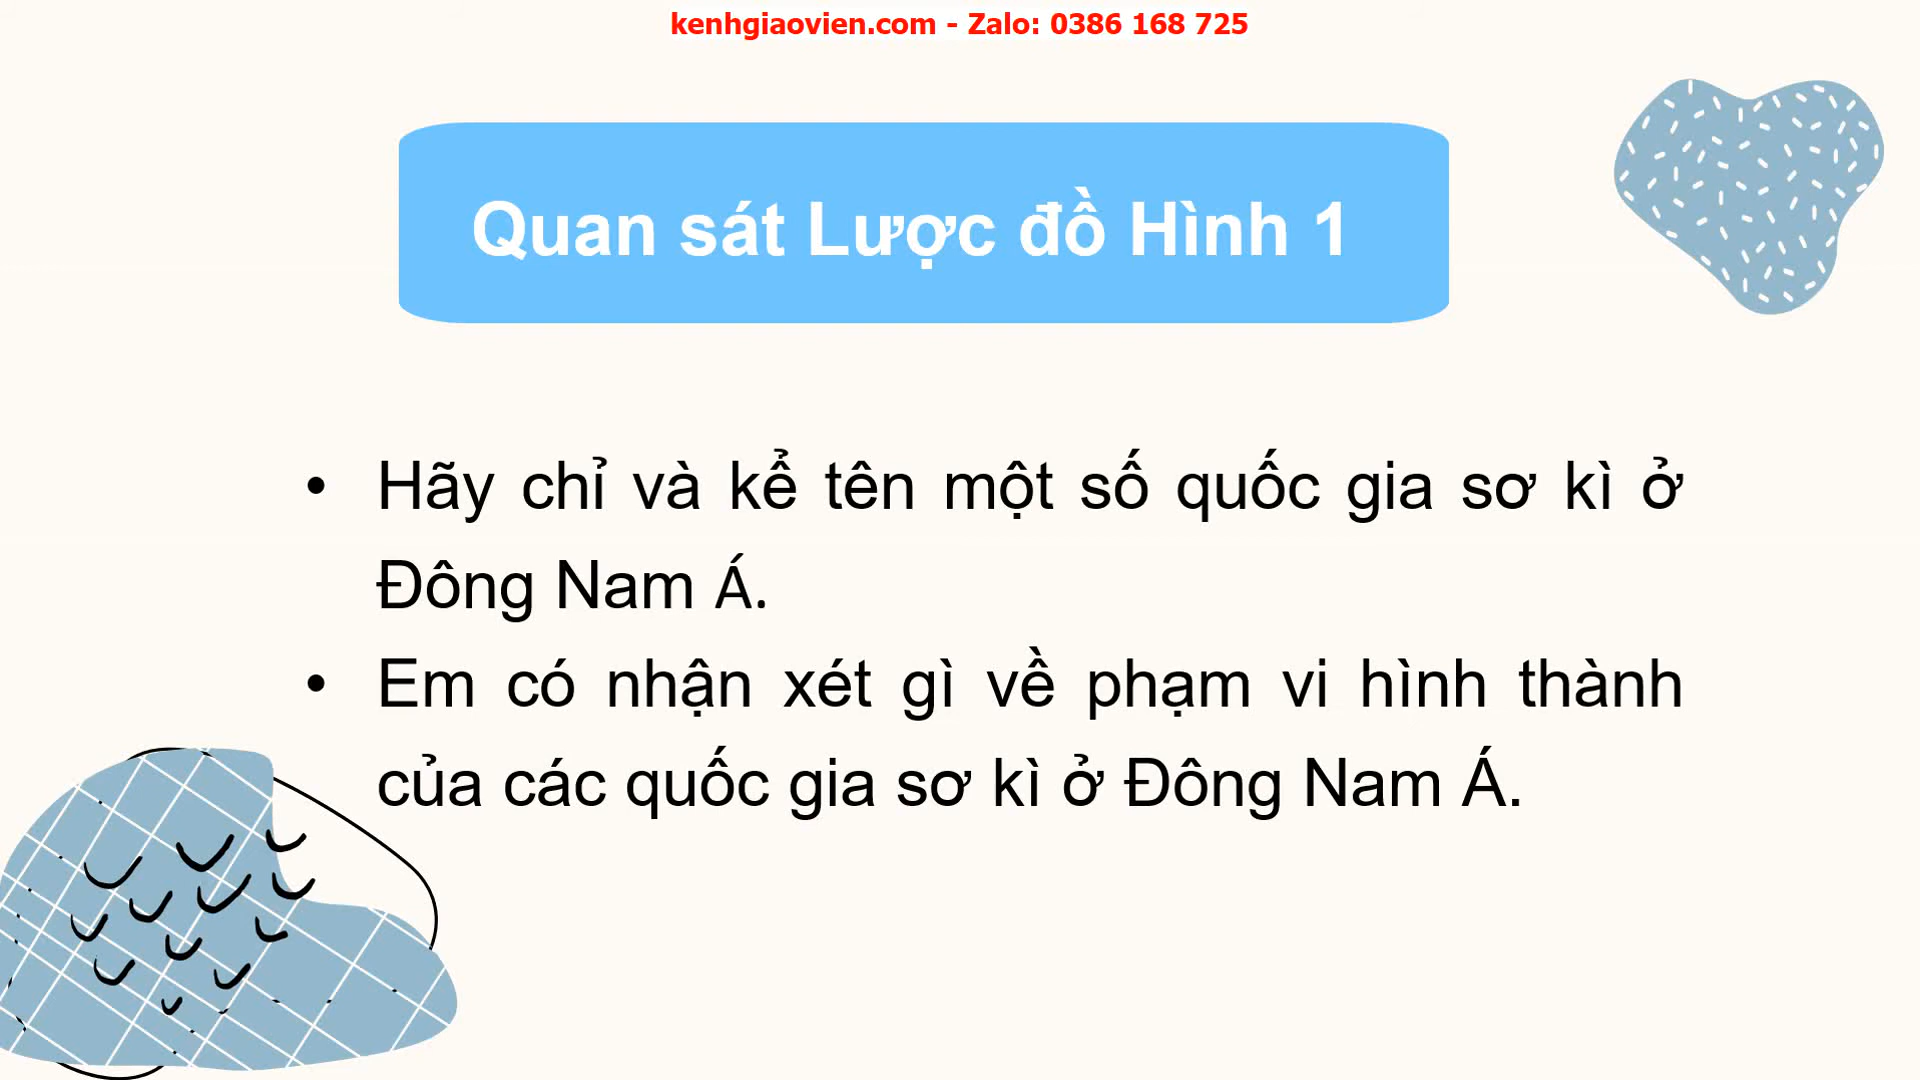 kenhgiaovien.com - Zalo: 0386 168 725
Quan sát Lược đồ Hình 1
• Hãy chỉ và kể tên một số quốc gia sơ kì ở
Đông Nam Á.
• Em có nhận xét gì về phạm vi hình thành
của các quốc gia sơ kì ở Đông Nam Á.